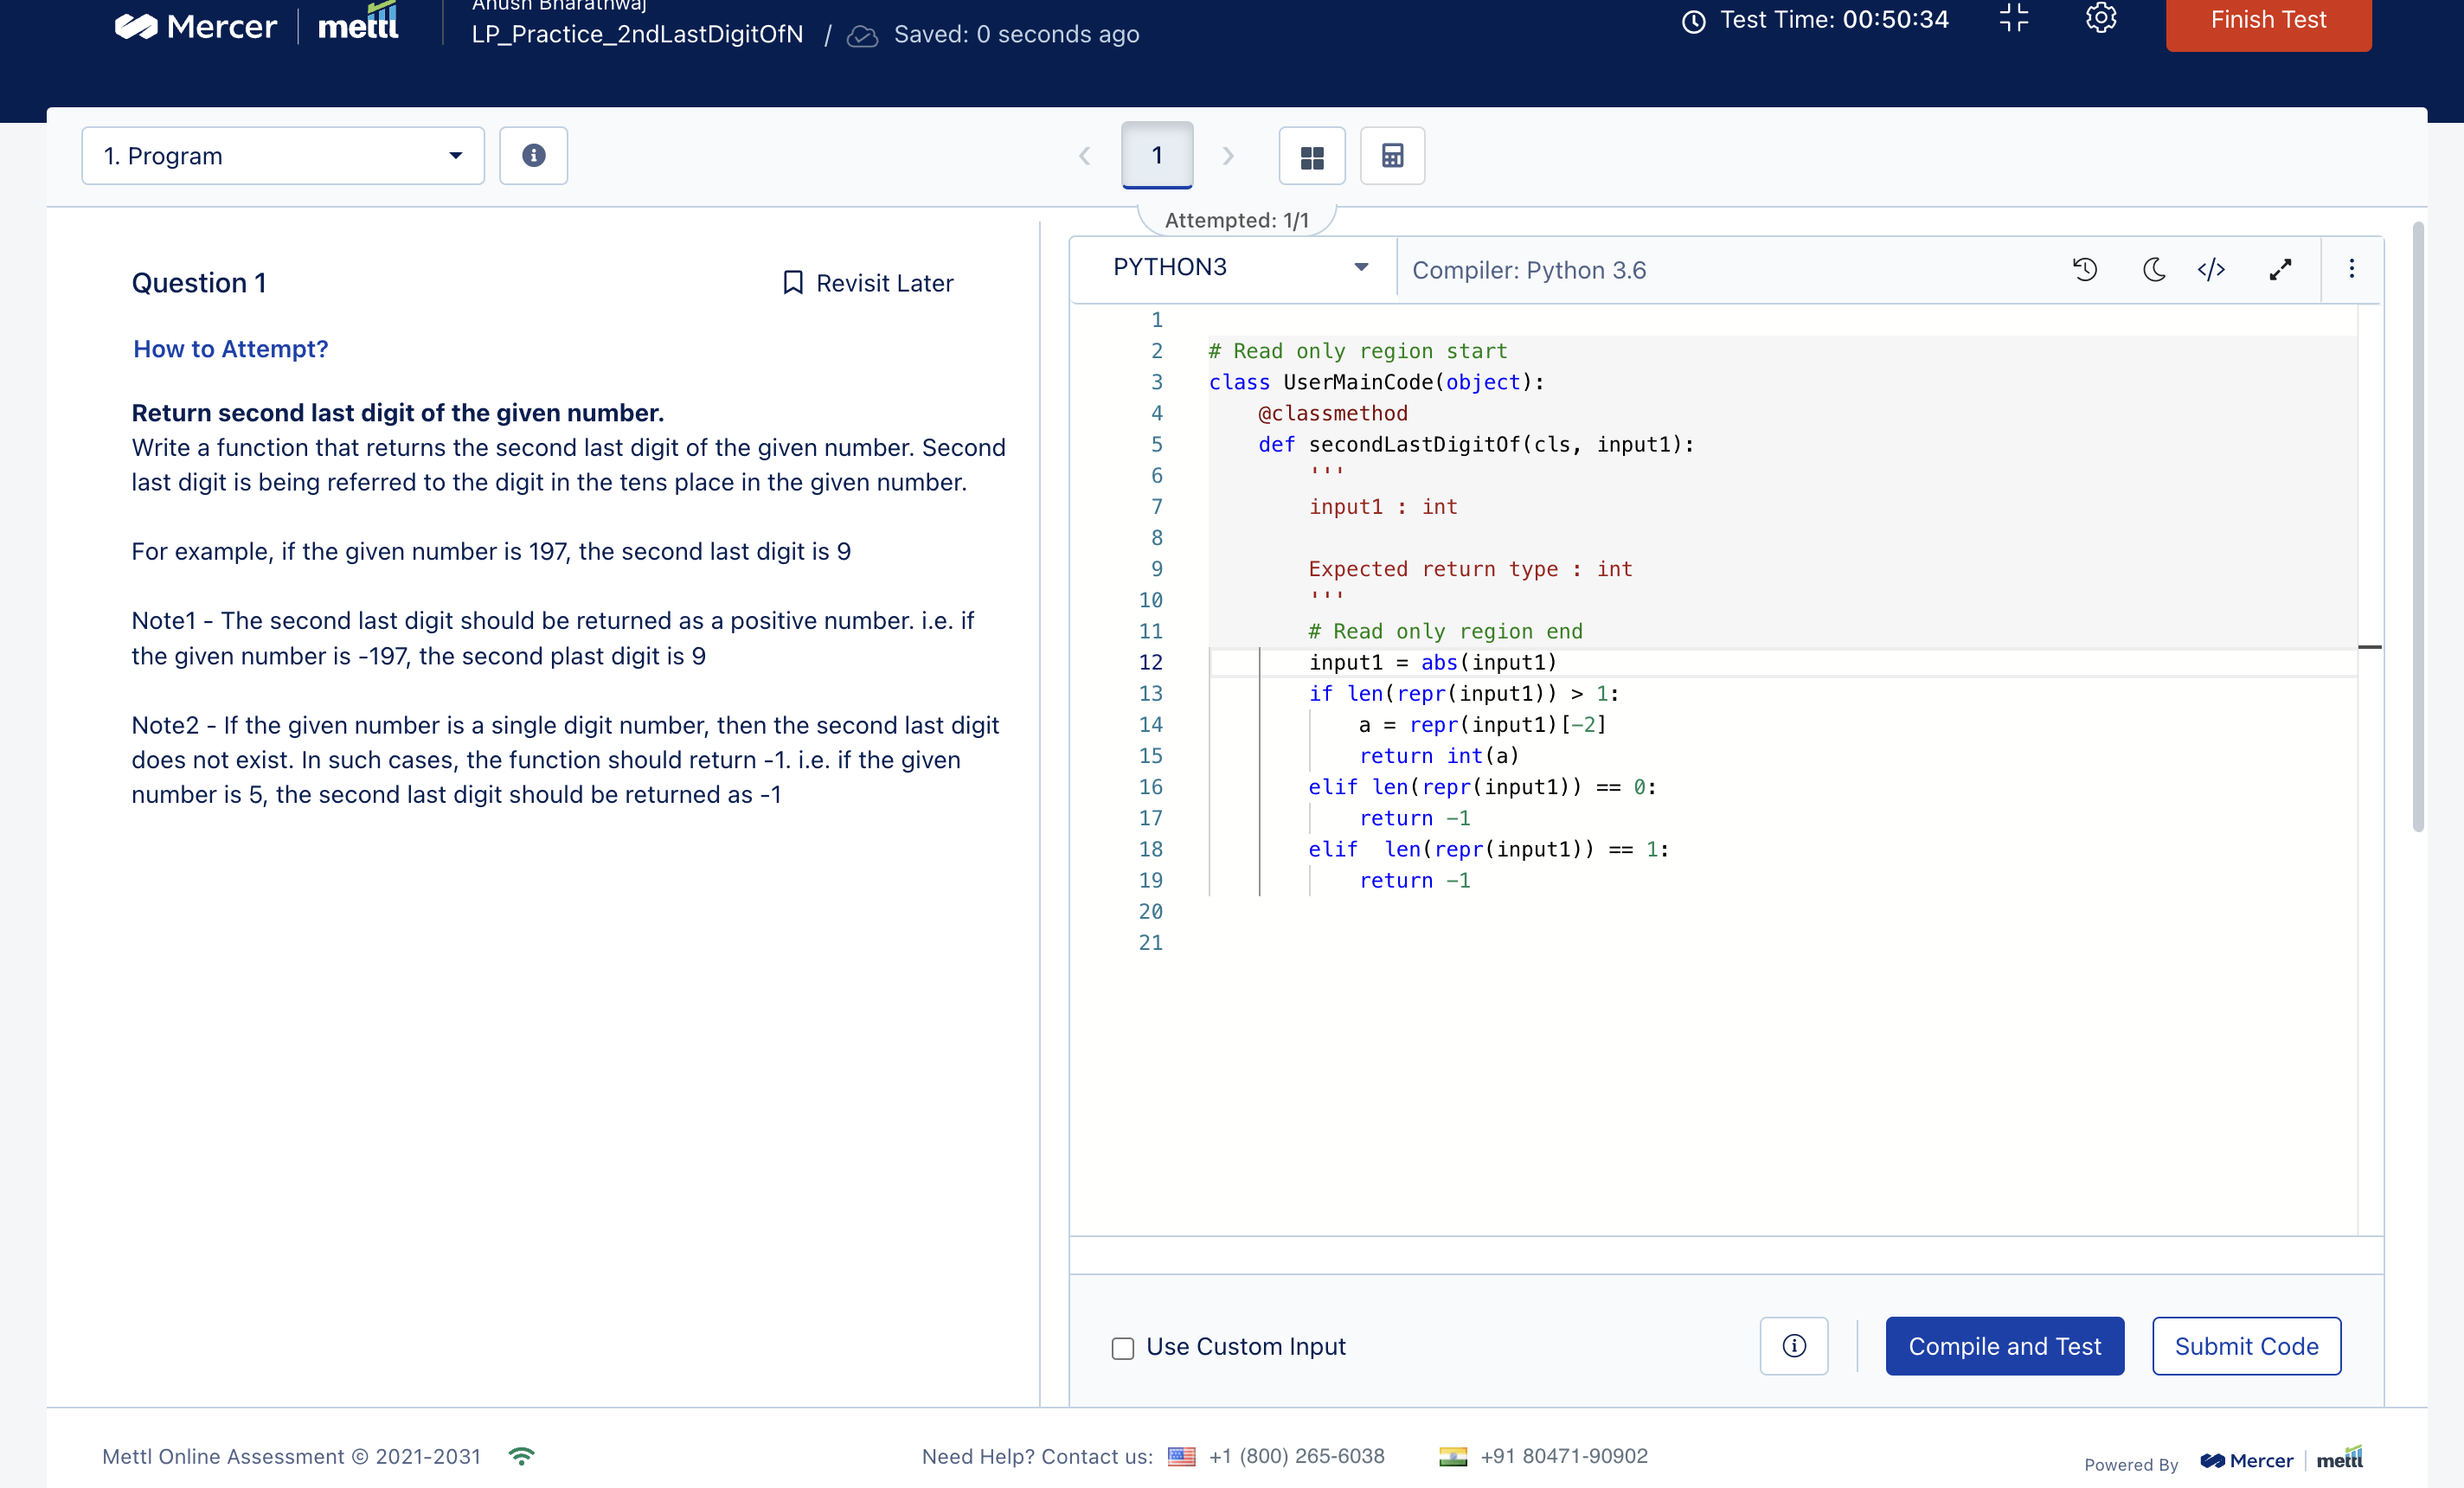 Mercer | mettl
Anush Bharathwaj
LP_Practice_2ndLastDigitOfN / Saved: 0 seconds ago
Test Time: 00:50:34
Finish Test
1. Program
1
Attempted: 1/1
Question 1
Revisit Later
How to Attempt?
Return second last digit of the given number.
Write a function that returns the second last digit of the given number. Second
last digit is being referred to the digit in the tens place in the given number.
For example, if the given number is 197, the second last digit is 9
Note1 - The second last digit should be returned as a positive number. i.e. if
the given number is -197, the second plast digit is 9
Note2 - If the given number is a single digit number, then the second last digit
does not exist. In such cases, the function should return -1. i.e. if the given
number is 5, the second last digit should be returned as -1
PYTHON3
Compiler: Python 3.6
1
2 # Read only region start
3 class UserMainCode(object):
4     @classmethod
5     def secondLastDigitOf(cls, input1):
6         '''
7         input1 : int
8
9         Expected return type : int
10         '''
11         # Read only region end
12         input1 = abs(input1)
13         if len(repr(input1)) > 1:
14             a = repr(input1)[-2]
15             return int(a)
16         elif len(repr(input1)) == 0:
17             return -1
18         elif  len(repr(input1)) == 1:
19             return -1
20
21
Use Custom Input
Compile and Test
Submit Code
Mettl Online Assessment © 2021-2031
Need Help? Contact us: +1 (800) 265-6038 +91 80471-90902
Powered By Mercer | mettl